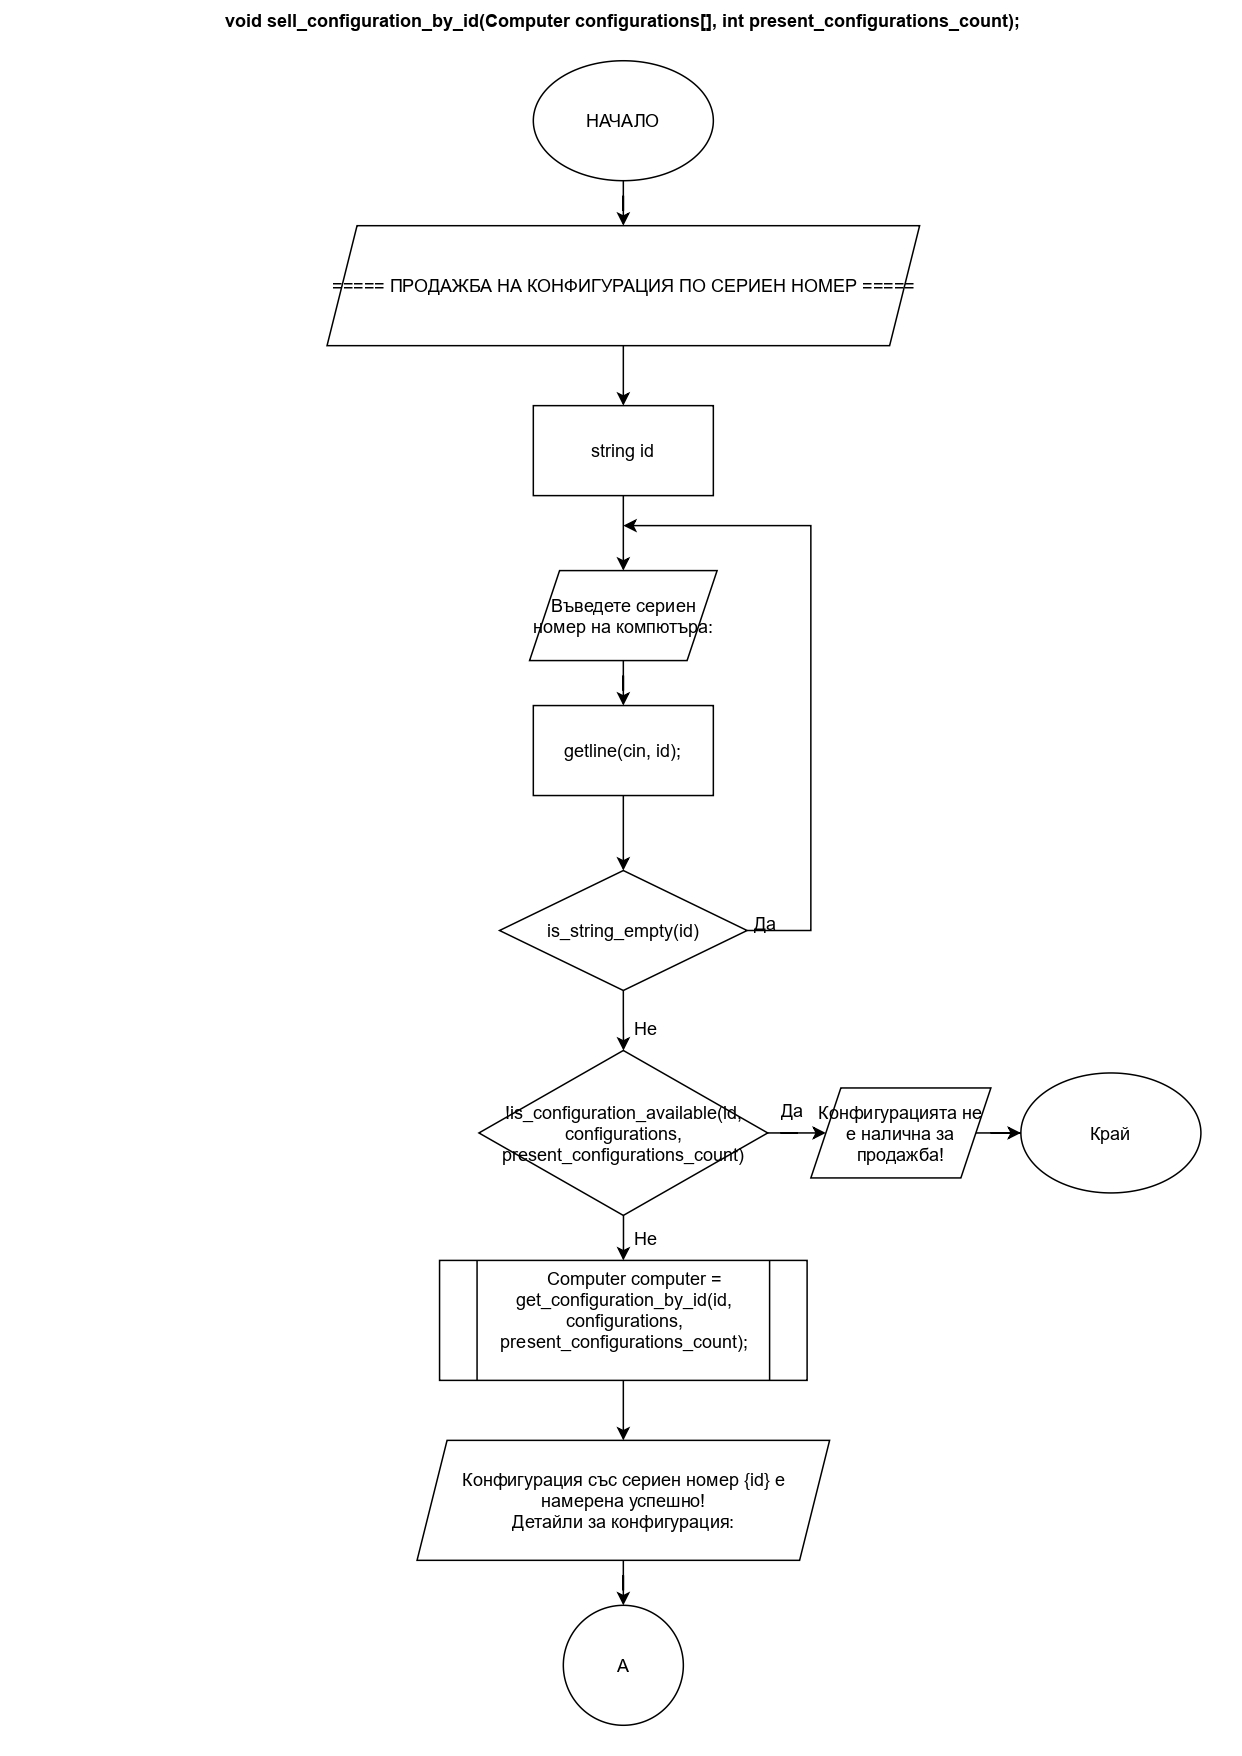 void sell_configuration_by_id(Computer configurations[], int present_configurations_count);
НАЧАЛО
===== ПРОДАЖБА НА КОНФИГУРАЦИЯ ПО СЕРИЕН НОМЕР =====
string id
Въведете сериен
номер на компютъра:
getline(cin, id);
is_string_empty(id)
Да
Не
!is_configuration_available(id,
configurations,
present_configurations_count)
Да
Конфигурацията не
е налична за
продажба!
Край
Не
Computer computer =
get_configuration_by_id(id,
configurations,
present_configurations_count);
Конфигурация със сериен номер {id} е
намерена успешно!
Детайли за конфигурация:
А